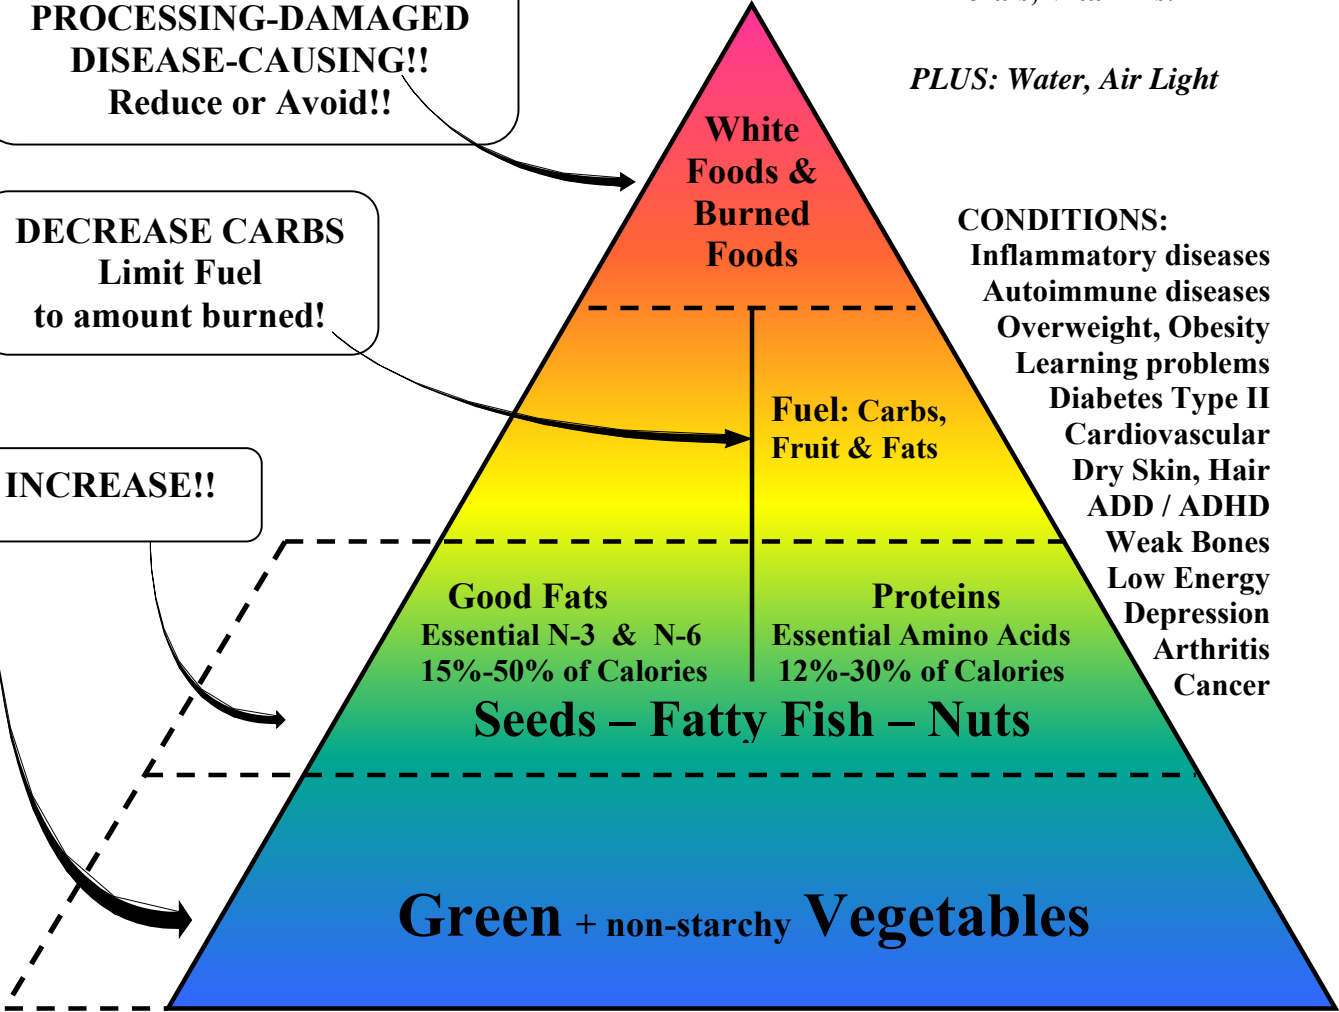 PROCESSING-DAMAGED
DISEASE-CAUSING!!
Reduce or Avoid!!
PLUS: Water, Air Light
White
Foods &
Burned
Foods
DECREASE CARBS
Limit Fuel
to amount burned!
CONDITIONS:
Inflammatory diseases
Autoimmune diseases
Overweight, Obesity
Learning problems
Diabetes Type II
Cardiovascular
Dry Skin, Hair
ADD / ADHD
Weak Bones
Low Energy
Depression
Arthritis
Cancer
Fuel: Carbs,
Fruit & Fats
INCREASE!!
Good Fats
Essential N-3 & N-6
15%-50% of Calories
Proteins
Essential Amino Acids
12%-30% of Calories
Seeds – Fatty Fish – Nuts
Green + non-starchy Vegetables